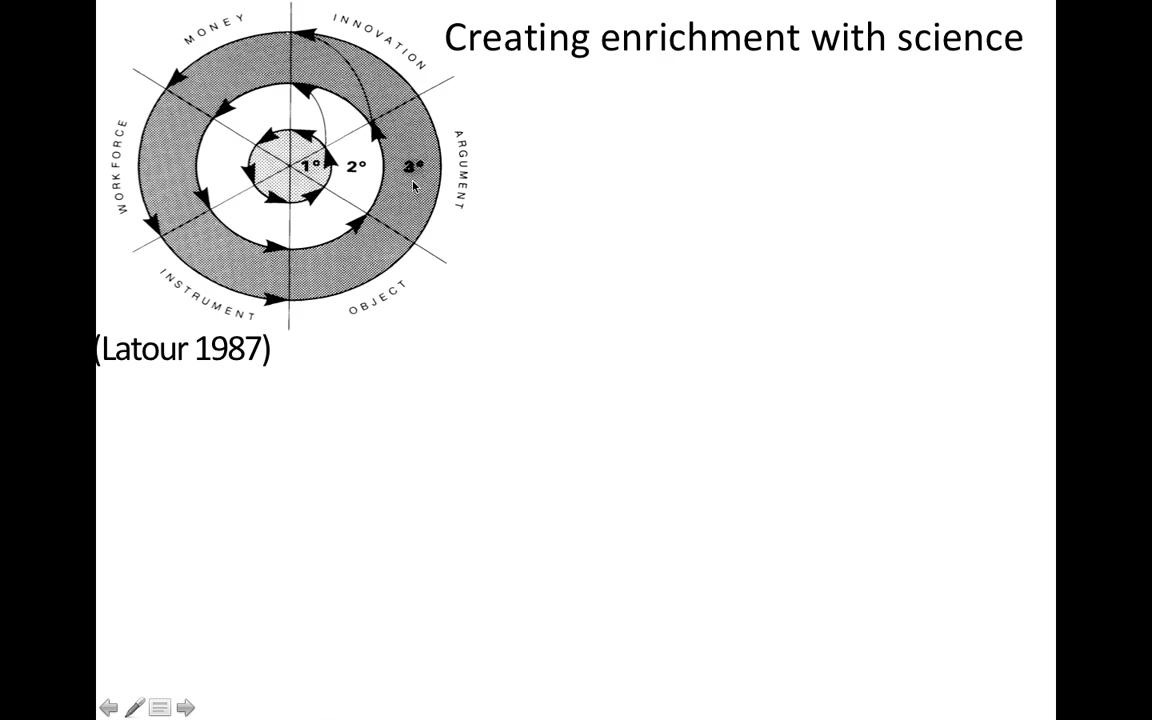 Creating enrichment with science
MONEY
INNOVATION
WORKFORCE
1° 2° 3°
ARGUMENT
INSTRUMENT
OBJECT
(Latour 1987)